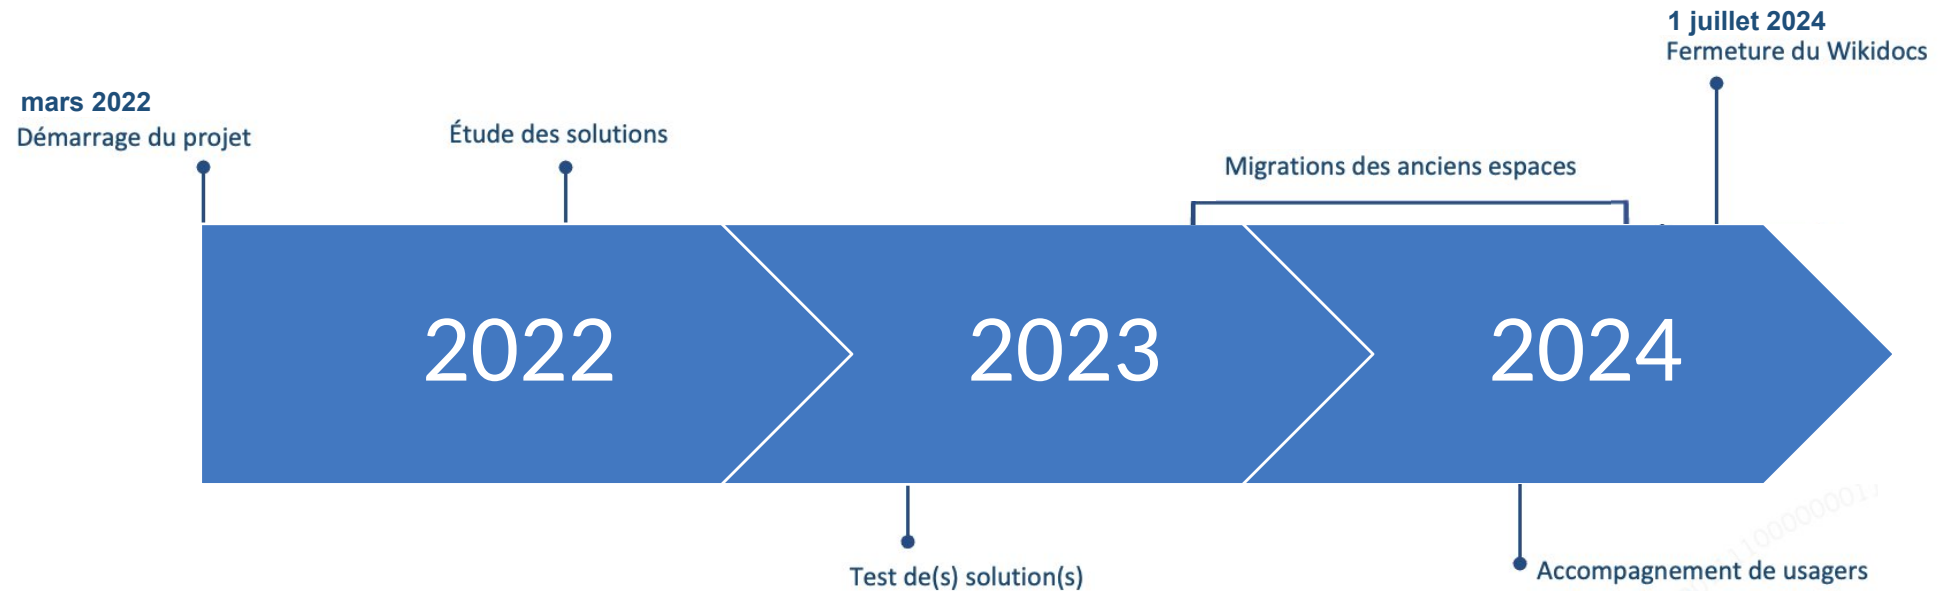 1 juillet 2024
Fermeture du Wikidocs
mars 2022
Démarrage du projet
Étude des solutions
Migrations des anciens espaces
2022
2023
2024
Test de(s) solution(s)
Accompagnement de usagers